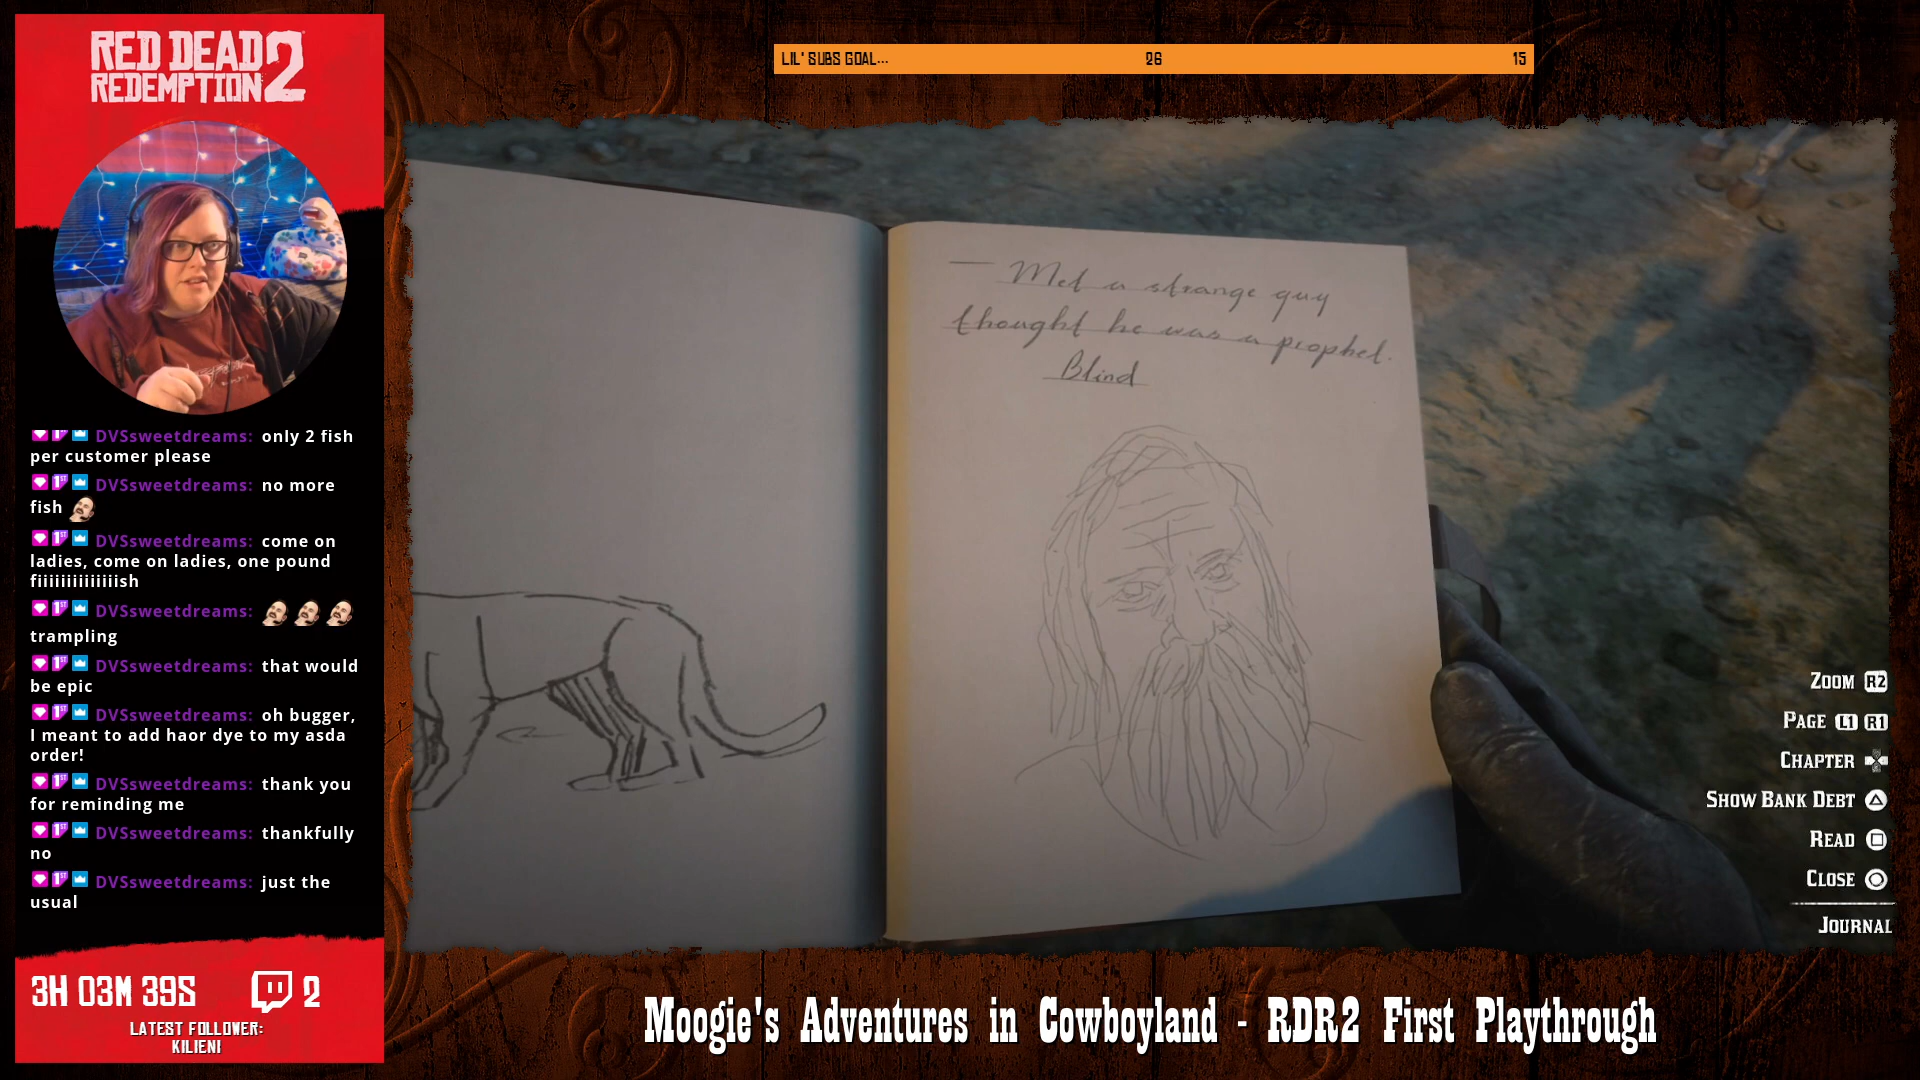 RED DEAD
REDEMPTION 2
LIL' SUBS GOAL...
26
15
DVSsweetdreams: only 2 fish
per customer please
DVSsweetdreams: no more
fish
DVSsweetdreams: come on
ladies, come on ladies, one pound
fiiiiiiiiiiiiish
DVSsweetdreams:
trampling
DVSsweetdreams: that would
be epic
DVSsweetdreams: oh bugger,
I meant to add haor dye to my asda
order!
DVSsweetdreams: thank you
for reminding me
DVSsweetdreams: thankfully
no
DVSsweetdreams: just the
usual
3H 03M 39S
2
LATEST FOLLOWER:
KILIENI
— Met a strange guy
thought he was a prophet.
Blind
ZOOM R2
PAGE L1 R1
CHAPTER
SHOW BANK DEBT
READ
CLOSE
JOURNAL
Moogie's Adventures in Cowboyland - RDR2 First Playthrough